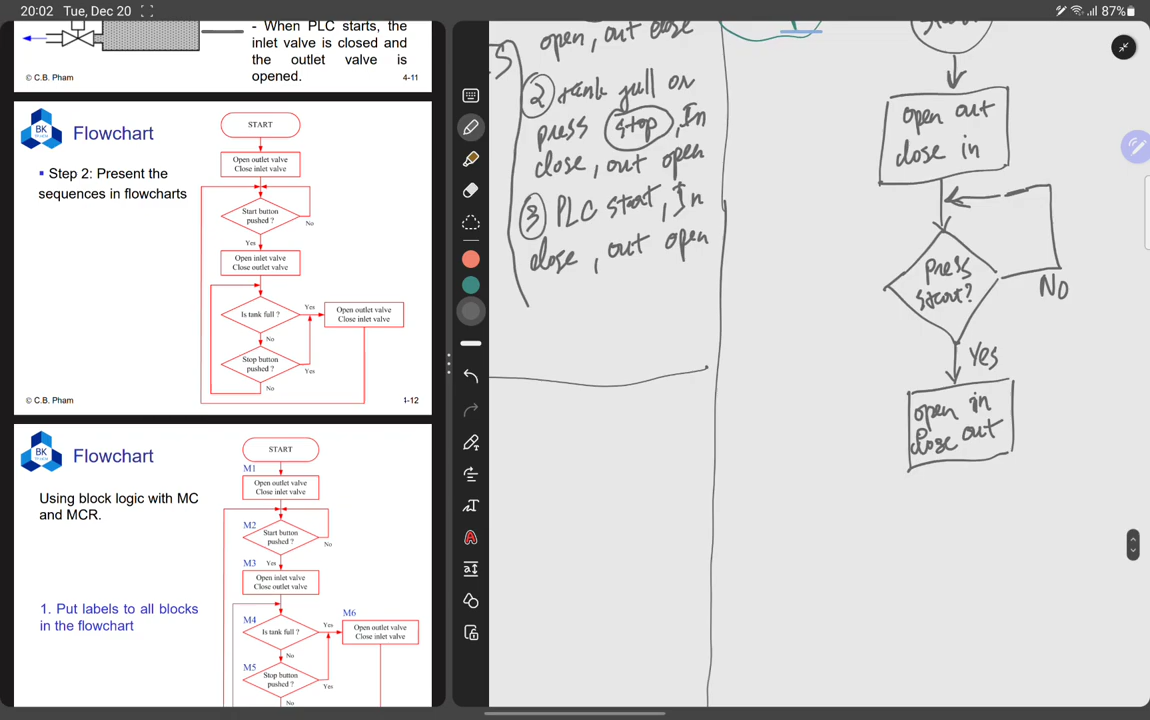 20:02 Tue, Dec 20
87%
- When PLC starts, the
inlet valve is closed and
the outlet valve is
opened.
© C.B. Pham
4-11
BK
Flowchart
▪ Step 2: Present the
sequences in flowcharts
START
Open outlet valve
Close inlet valve
Start button
pushed ?
No
Yes
Open inlet valve
Close outlet valve
Is tank full ?
Yes
Open outlet valve
Close inlet valve
No
Stop button
pushed ?
Yes
No
© C.B. Pham
4-12
BK
Flowchart
Using block logic with MC
and MCR.
1. Put labels to all blocks
in the flowchart
START
M1
Open outlet valve
Close inlet valve
M2
Start button
pushed ?
No
M3
Yes
Open inlet valve
Close outlet valve
M4
Is tank full ?
Yes
M6
Open outlet valve
Close inlet valve
No
M5
Stop button
pushed ?
Yes
No
open, out close
② tank full or
press stop, In
close, out open
③ PLC start, In
close, out open
open out
close in
press
start?
No
Yes
open in
close out